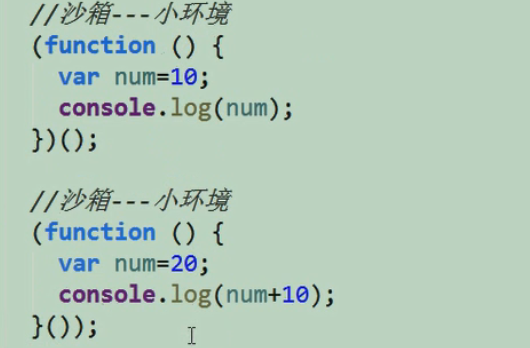 //沙箱---小环境
(function () {
  var num=10;
  console.log(num);
})();
//沙箱---小环境
(function () {
  var num=20;
  console.log(num+10);
}());